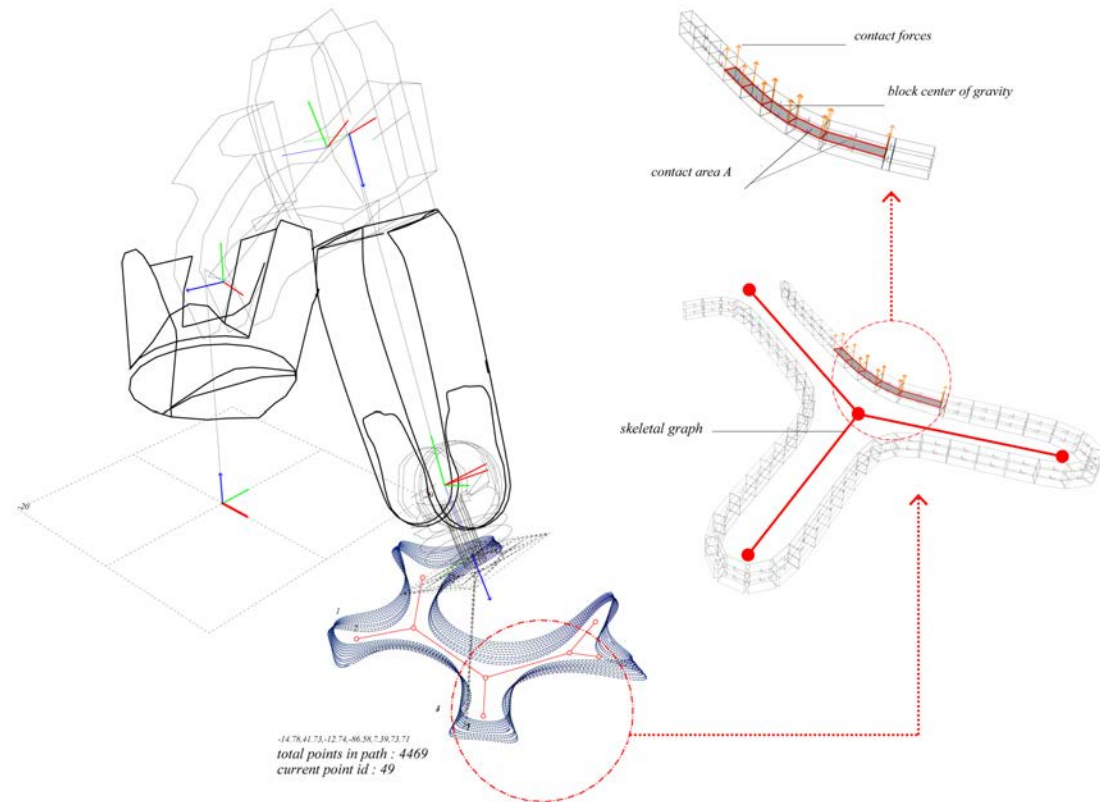 contact forces
block center of gravity
contact area A
skeletal graph
-20
1
2
4
-14.78,41.73,-12.74,-86.58,7.39,73.71
total points in path : 4469
current point id : 49